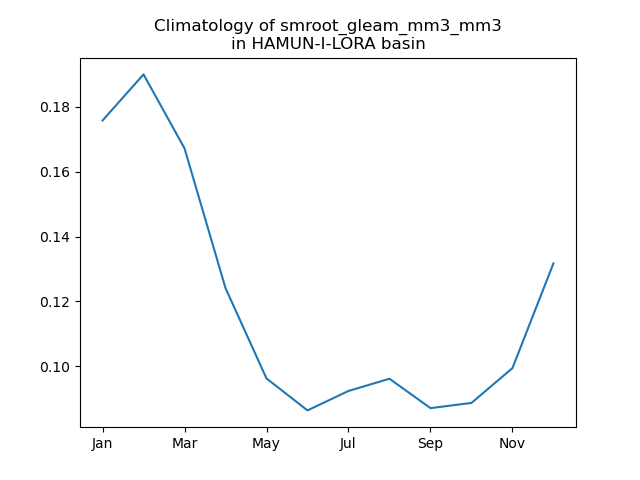 Climatology of smroot_gleam_mm3_mm3
in HAMUN-I-LORA basin
0.18
0.16
0.14
0.12
0.10
Jan Mar May Jul Sep Nov